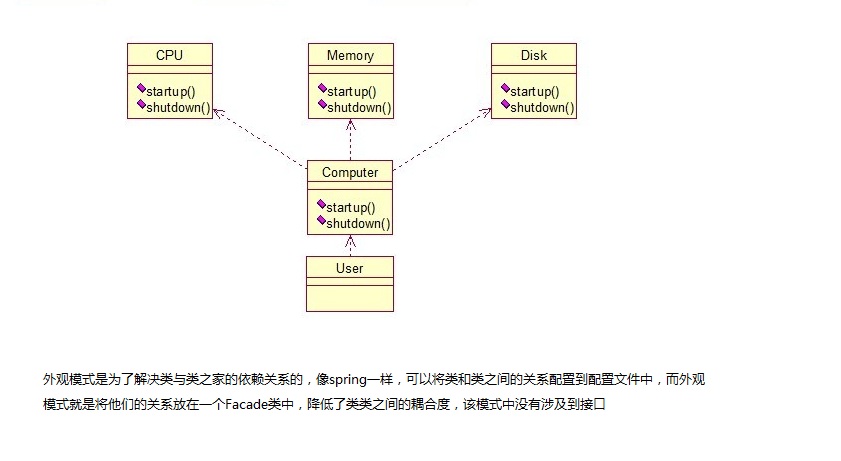 CPU
Memory
Disk
startup()
shutdown()
startup()
shutdown()
startup()
shutdown()
Computer
startup()
shutdown()
User
外观模式是为了解决类与类之家的依赖关系的，像spring一样，可以将类和类之间的关系配置到配置文件中，而外观
模式就是将他们的关系放在一个Facade类中，降低了类类之间的耦合度，该模式中没有涉及到接口